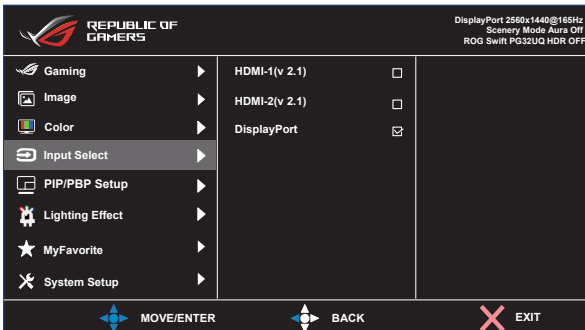 REPUBLIC OF
GAMERS
DisplayPort 2560x1440@165Hz
Scenery Mode Aura Off
ROG Swift PG32UQ HDR OFF
Gaming
HDMI-1(v 2.1)
Image
HDMI-2(v 2.1)
Color
DisplayPort
Input Select
PIP/PBP Setup
Lighting Effect
MyFavorite
System Setup
MOVE/ENTER
BACK
EXIT